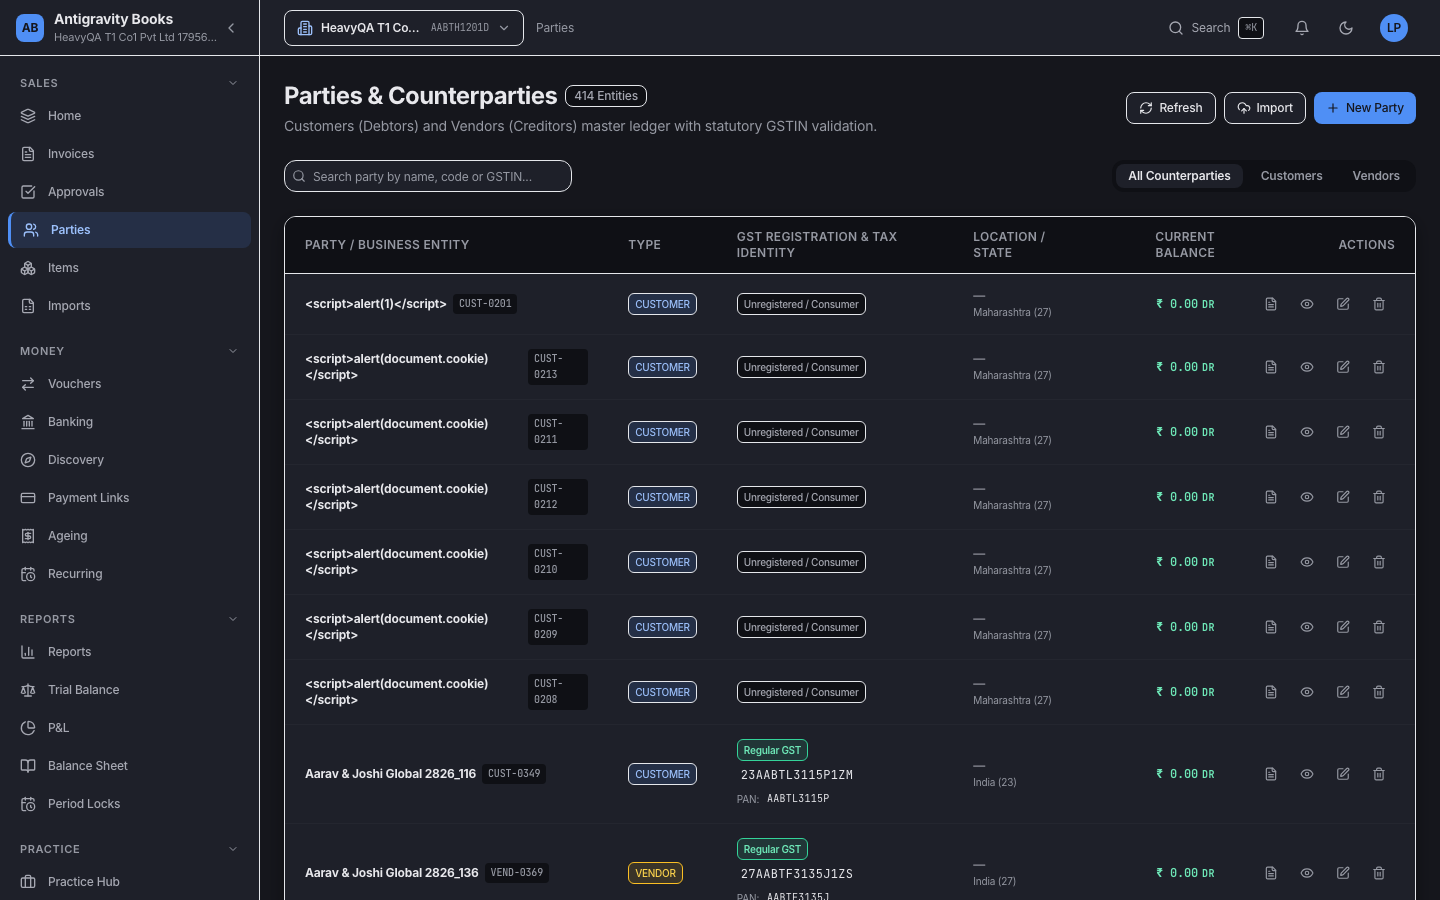 AB
Antigravity Books
HeavyQA T1 Co1 Pvt Ltd 17956...
HeavyQA T1 Co... AABTH1201D
Parties
Search ⌘K
LP
SALES
Home
Invoices
Approvals
Parties
Items
Imports
MONEY
Vouchers
Banking
Discovery
Payment Links
Ageing
Recurring
REPORTS
Reports
Trial Balance
P&L
Balance Sheet
Period Locks
PRACTICE
Practice Hub
Parties & Counterparties 414 Entities
Customers (Debtors) and Vendors (Creditors) master ledger with statutory GSTIN validation.
Refresh
Import
New Party
Search party by name, code or GSTIN...
All Counterparties
Customers
Vendors
PARTY / BUSINESS ENTITY
TYPE
GST REGISTRATION & TAX
IDENTITY
LOCATION /
STATE
CURRENT
BALANCE
ACTIONS
<script>alert(1)</script> CUST-0201
CUSTOMER
Unregistered / Consumer
—
Maharashtra (27)
₹ 0.00 DR
<script>alert(document.cookie)
</script>
CUST-
0213
CUSTOMER
Unregistered / Consumer
—
Maharashtra (27)
₹ 0.00 DR
<script>alert(document.cookie)
</script>
CUST-
0211
CUSTOMER
Unregistered / Consumer
—
Maharashtra (27)
₹ 0.00 DR
<script>alert(document.cookie)
</script>
CUST-
0212
CUSTOMER
Unregistered / Consumer
—
Maharashtra (27)
₹ 0.00 DR
<script>alert(document.cookie)
</script>
CUST-
0210
CUSTOMER
Unregistered / Consumer
—
Maharashtra (27)
₹ 0.00 DR
<script>alert(document.cookie)
</script>
CUST-
0209
CUSTOMER
Unregistered / Consumer
—
Maharashtra (27)
₹ 0.00 DR
<script>alert(document.cookie)
</script>
CUST-
0208
CUSTOMER
Unregistered / Consumer
—
Maharashtra (27)
₹ 0.00 DR
Aarav & Joshi Global 2826_116 CUST-0349
CUSTOMER
Regular GST
23AABTL3115P1ZM
PAN: AABTL3115P
—
India (23)
₹ 0.00 DR
Aarav & Joshi Global 2826_136 VEND-0369
VENDOR
Regular GST
27AABTF3135J1ZS
PAN: AABTF3135J
—
India (27)
₹ 0.00 DR